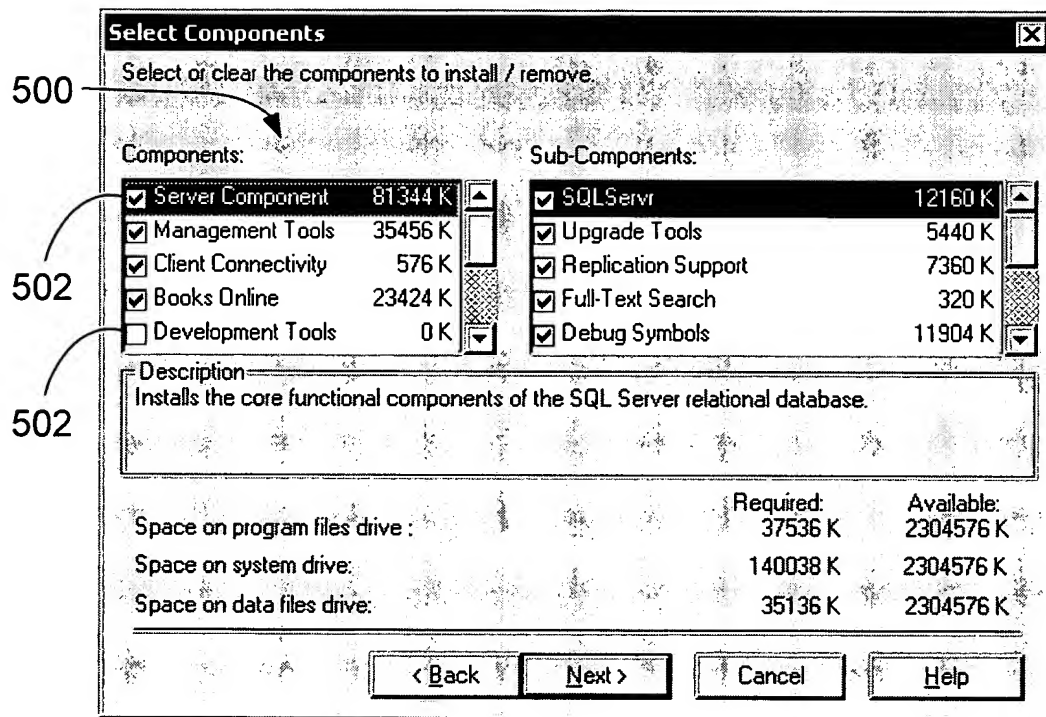 Select Components
Select or clear the components to install / remove.
500
Components:
Server Component 81344 K
Management Tools 35456 K
Client Connectivity 576 K
Books Online 23424 K
Development Tools 0 K
502
502
Sub-Components:
SQLServr 12160 K
Upgrade Tools 5440 K
Replication Support 7360 K
Full-Text Search 320 K
Debug Symbols 11904 K
Description
Installs the core functional components of the SQL Server relational database.
Required: Available:
Space on program files drive : 37536 K 2304576 K
Space on system drive: 140038 K 2304576 K
Space on data files drive: 35136 K 2304576 K
< Back Next > Cancel Help